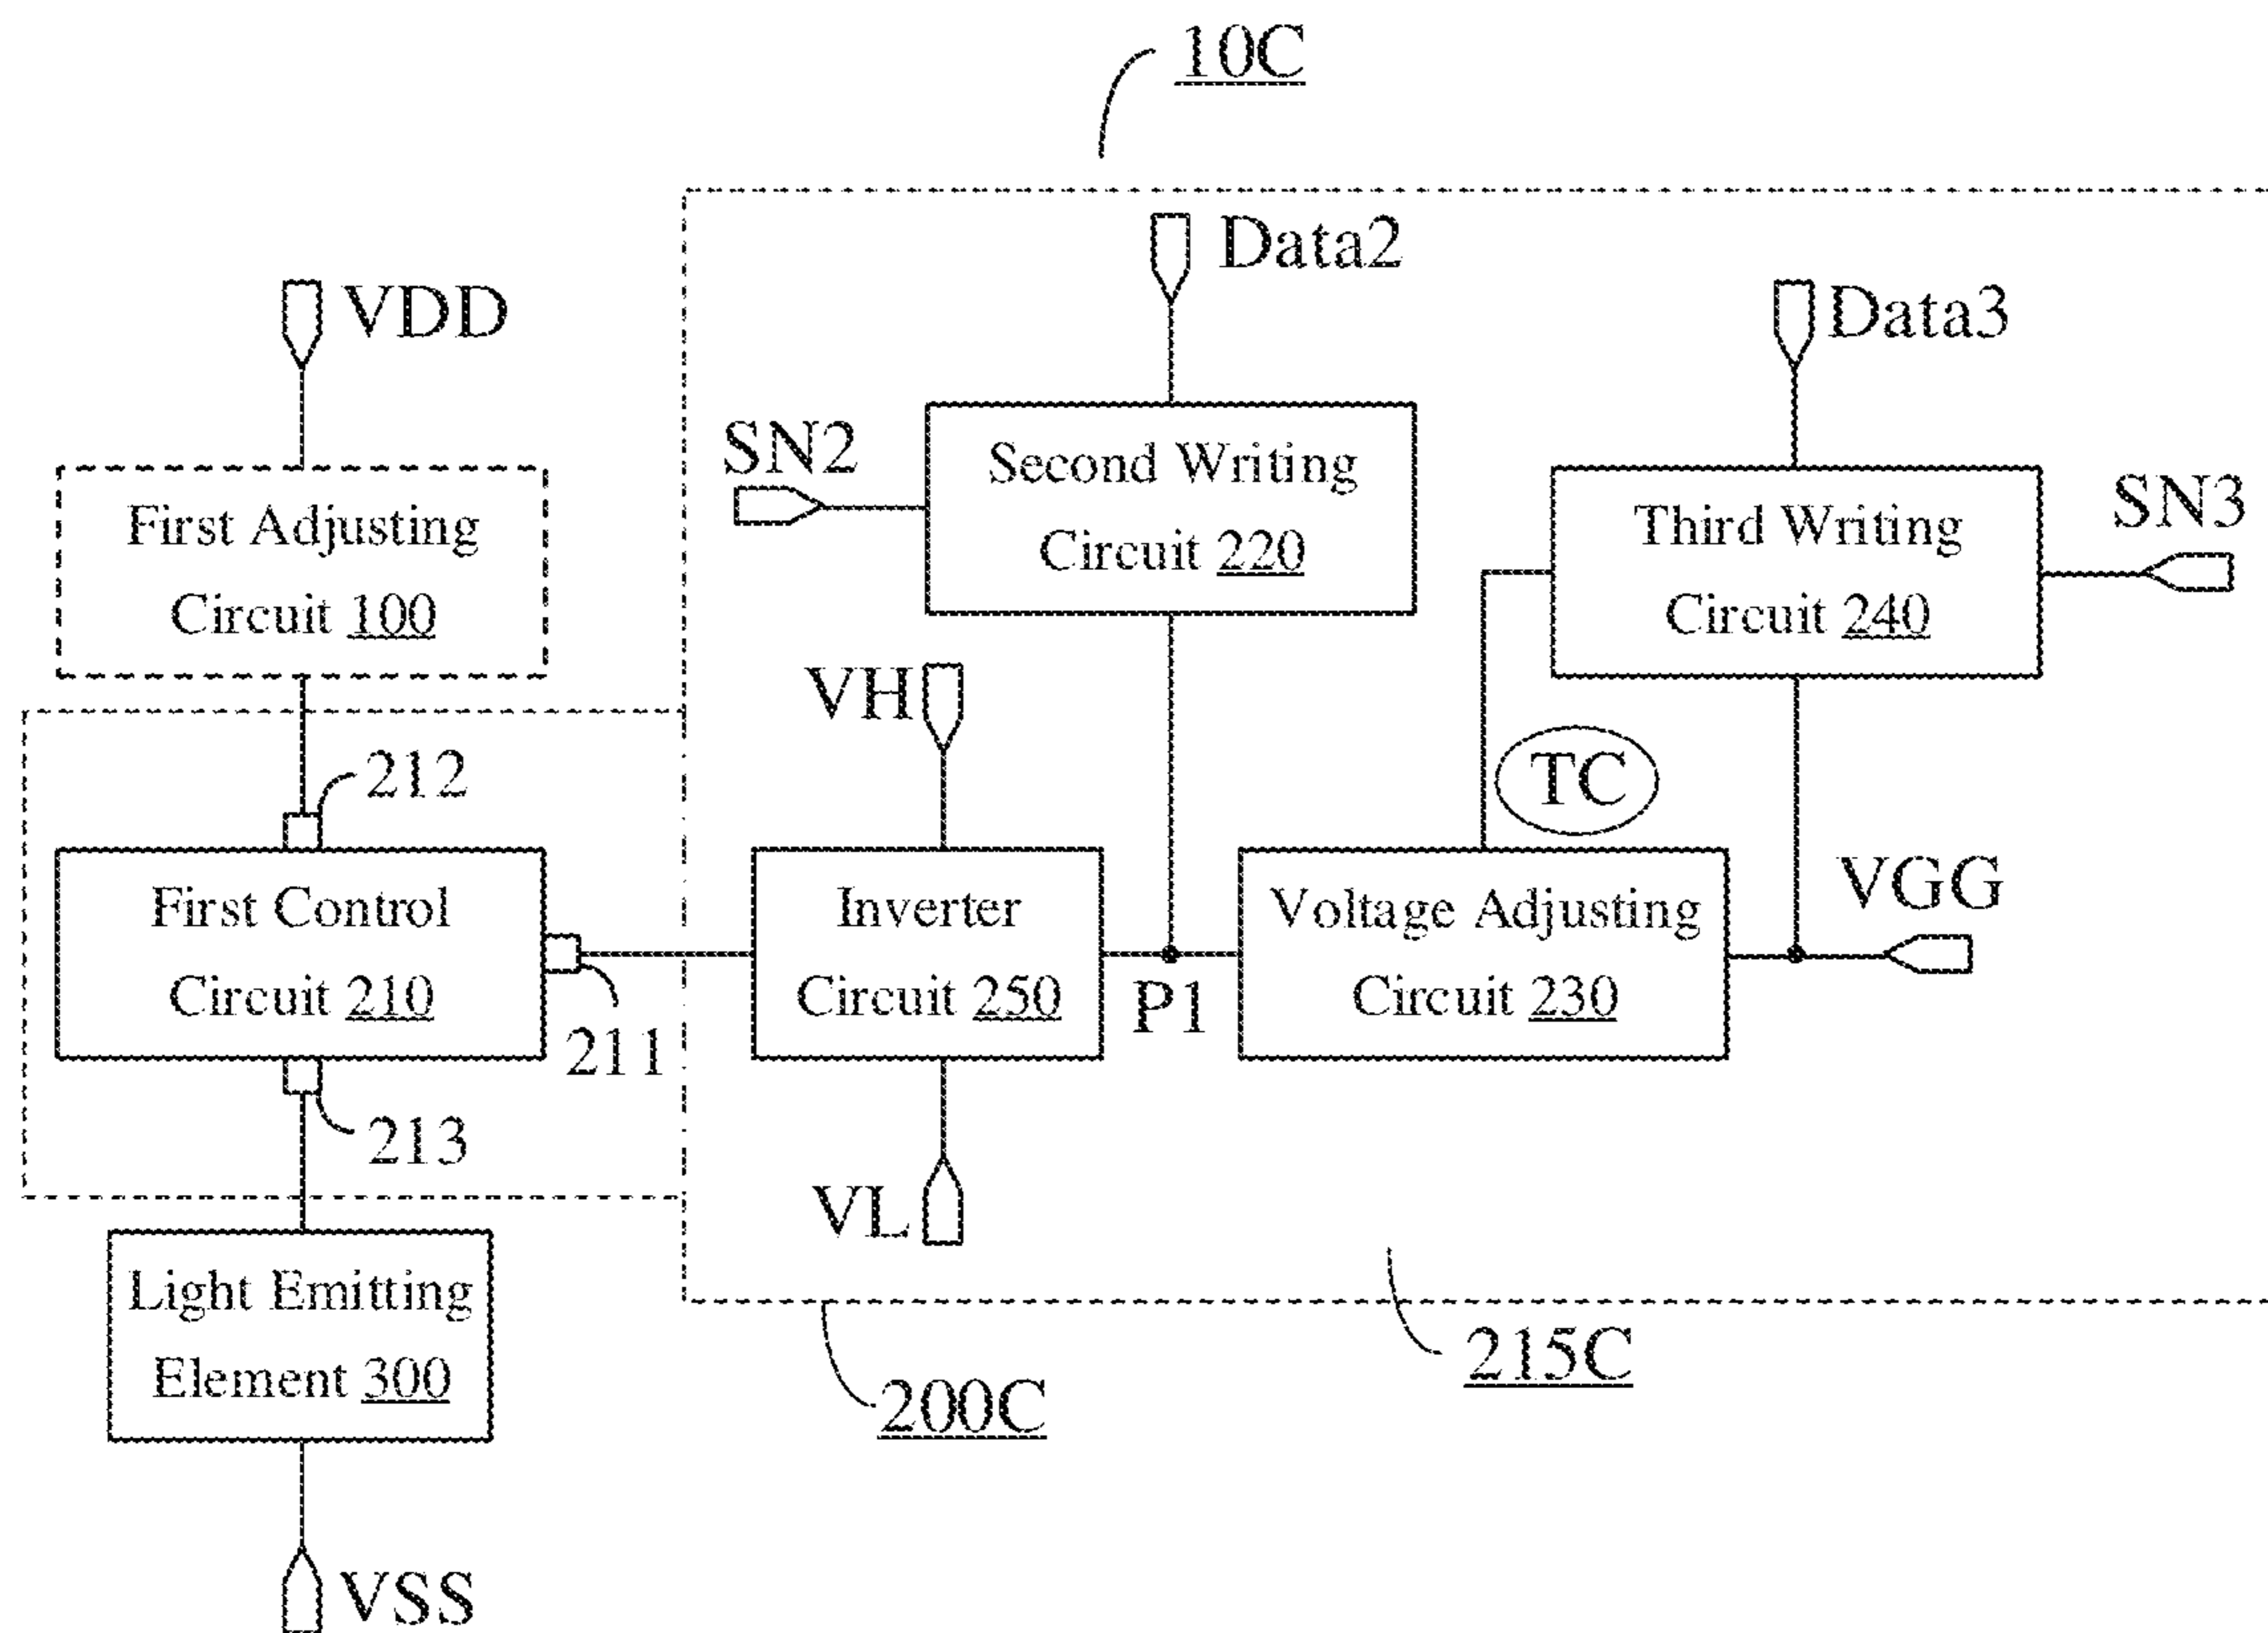 10C
Data2
VDD
Data3
SN2
Second Writing
Circuit 220
SN3
First Adjusting
Circuit 100
Third Writing
Circuit 240
VH
212
TC
First Control
Circuit 210
Inverter
Circuit 250
Voltage Adjusting
Circuit 230
VGG
P1
211
213
VL
Light Emitting
Element 300
215C
200C
VSS